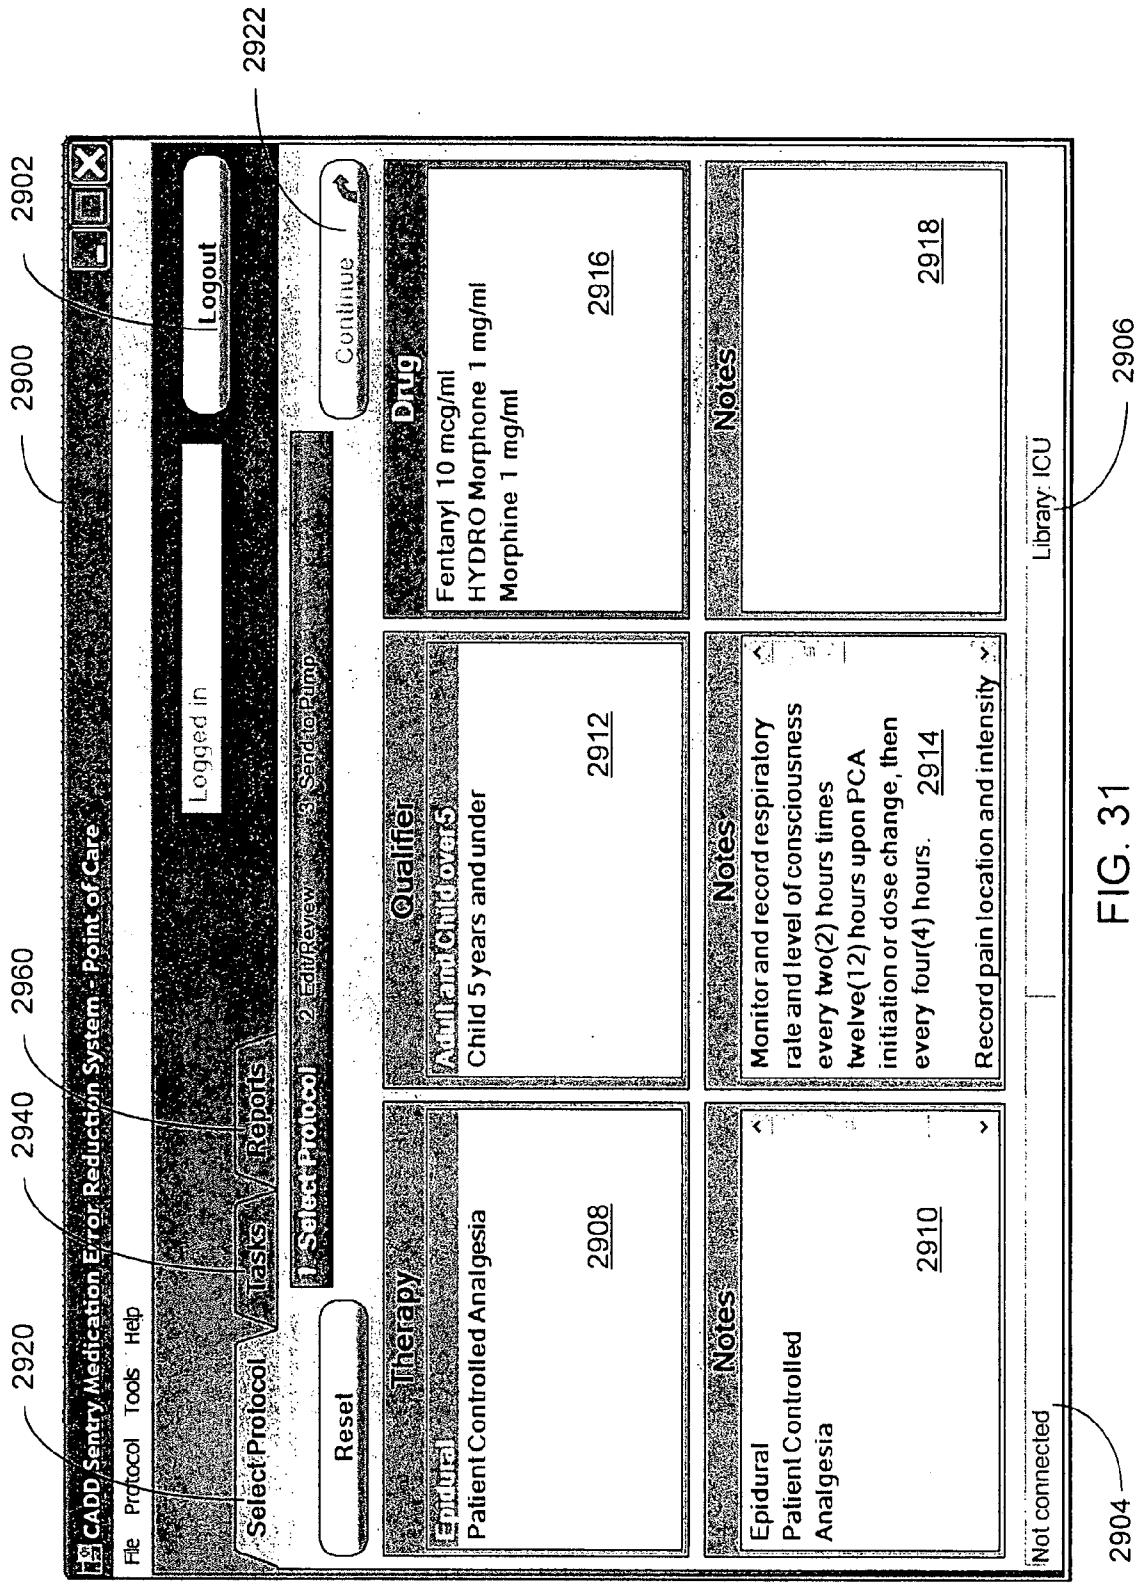 2900
2902
2920
2940
2960
CADD Sentry Medication Error Reduction System - Point of Care
File Protocol Tools Help
Logged in
Logout
Select Protocol
Tasks
Reports
2922
Reset
1. Select Protocol 2. Edit/Review 3. Send to Pump
Continue
Therapy
Epidural
Patient Controlled Analgesia
2908
Qualifier
Adult and Child over 5
Child 5 years and under
2912
Drug
Fentanyl 10 mcg/ml
HYDRO Morphone 1 mg/ml
Morphine 1 mg/ml
2916
Notes
Epidural
Patient Controlled
Analgesia
2910
Notes
Monitor and record respiratory
rate and level of consciousness
every two(2) hours times
twelve(12) hours upon PCA
initiation or dose change, then
every four(4) hours.
2914
Record pain location and intensity
Notes
2918
Not connected
Library: ICU
2904
2906
FIG. 31